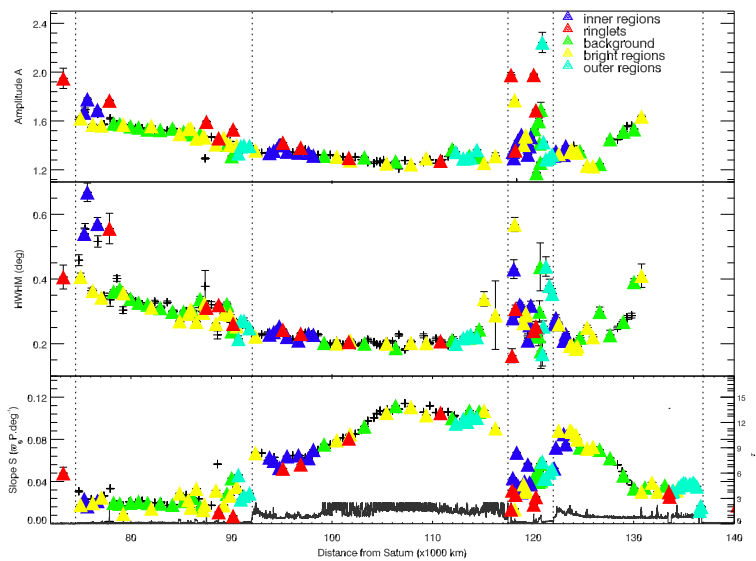 2.4
2.0
1.6
1.2
Amplitude A
inner regions
ringlets
background
bright regions
outer regions
0.6
0.4
0.2
HWHM (deg)
0.12
0.08
0.04
0.00
Slope S
15
12
9
6
3
0
τ
80
90
100
110
120
130
140
Distance from Saturn (x1000 km)